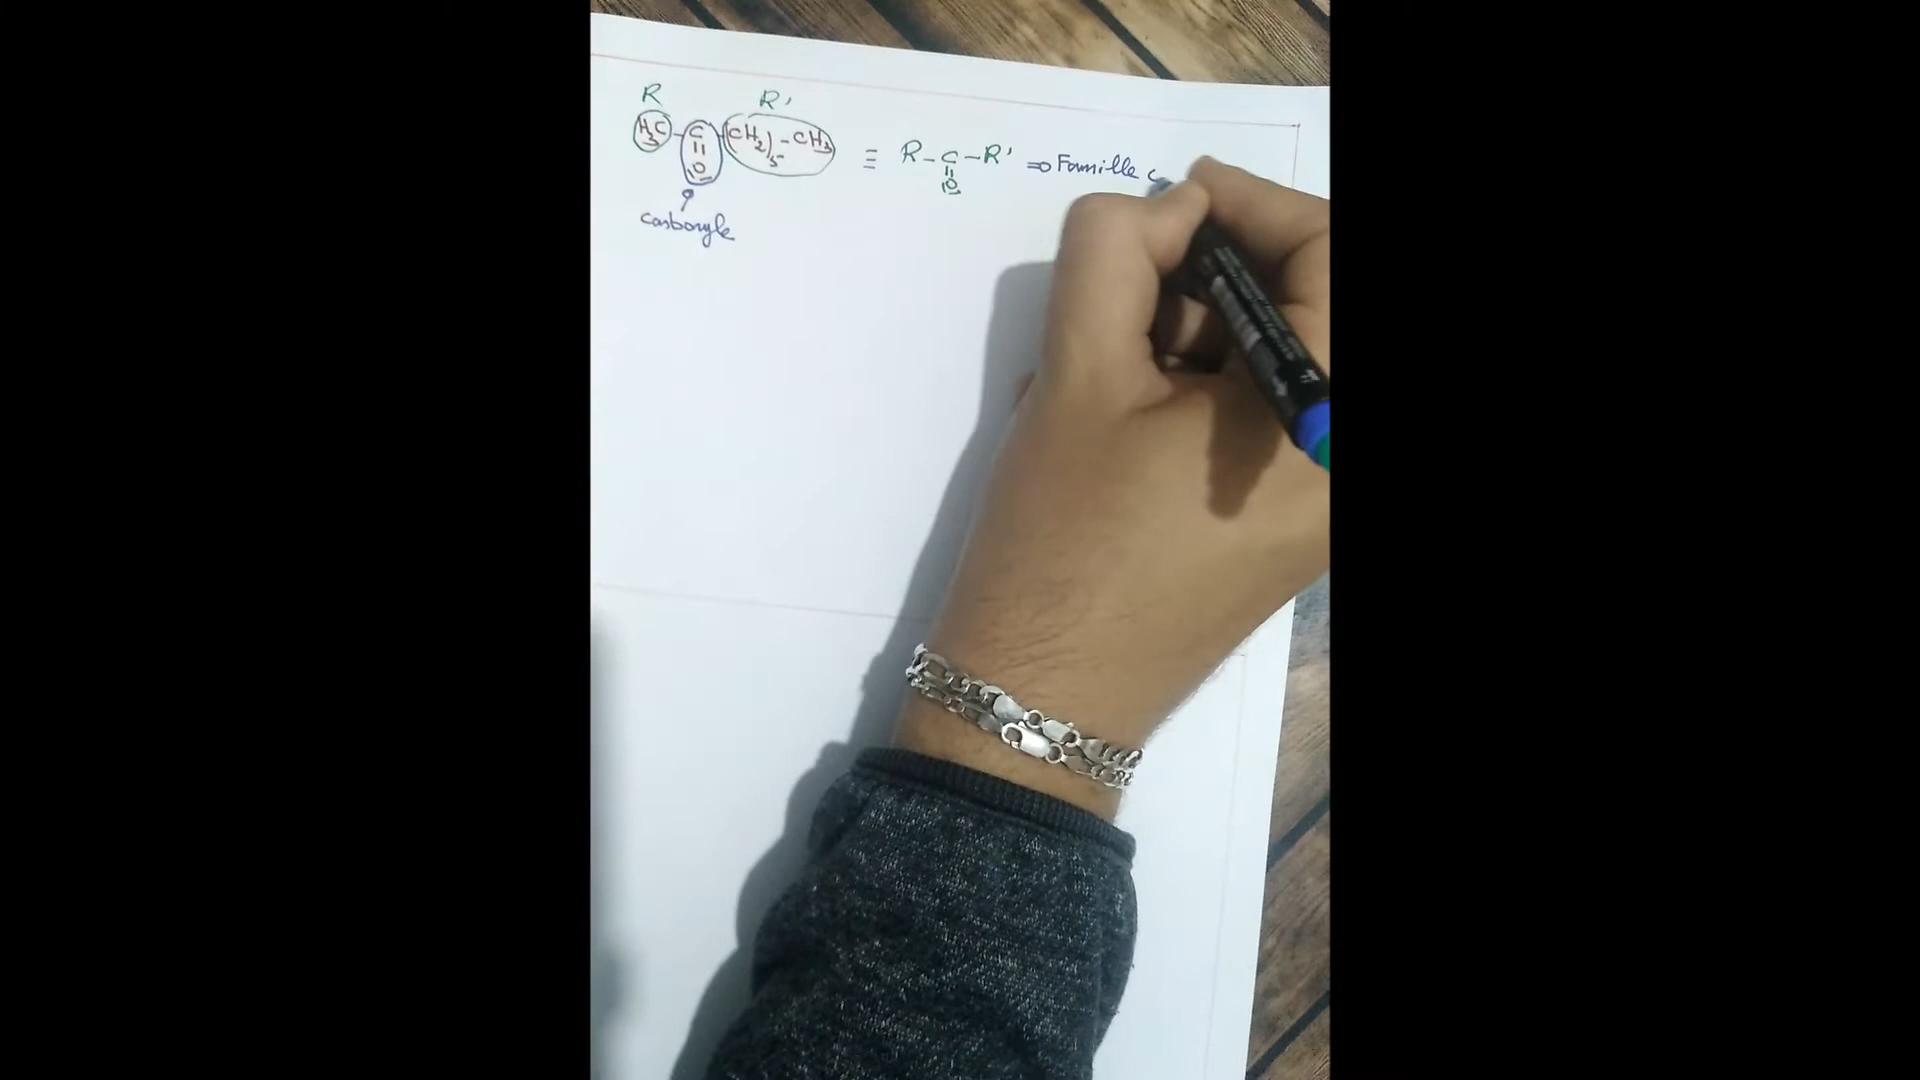 R R'
H3C-C-(CH2)5-CH3 ≡ R-C-R' ⇒ Famille c
||
O
||
O
carbonyle